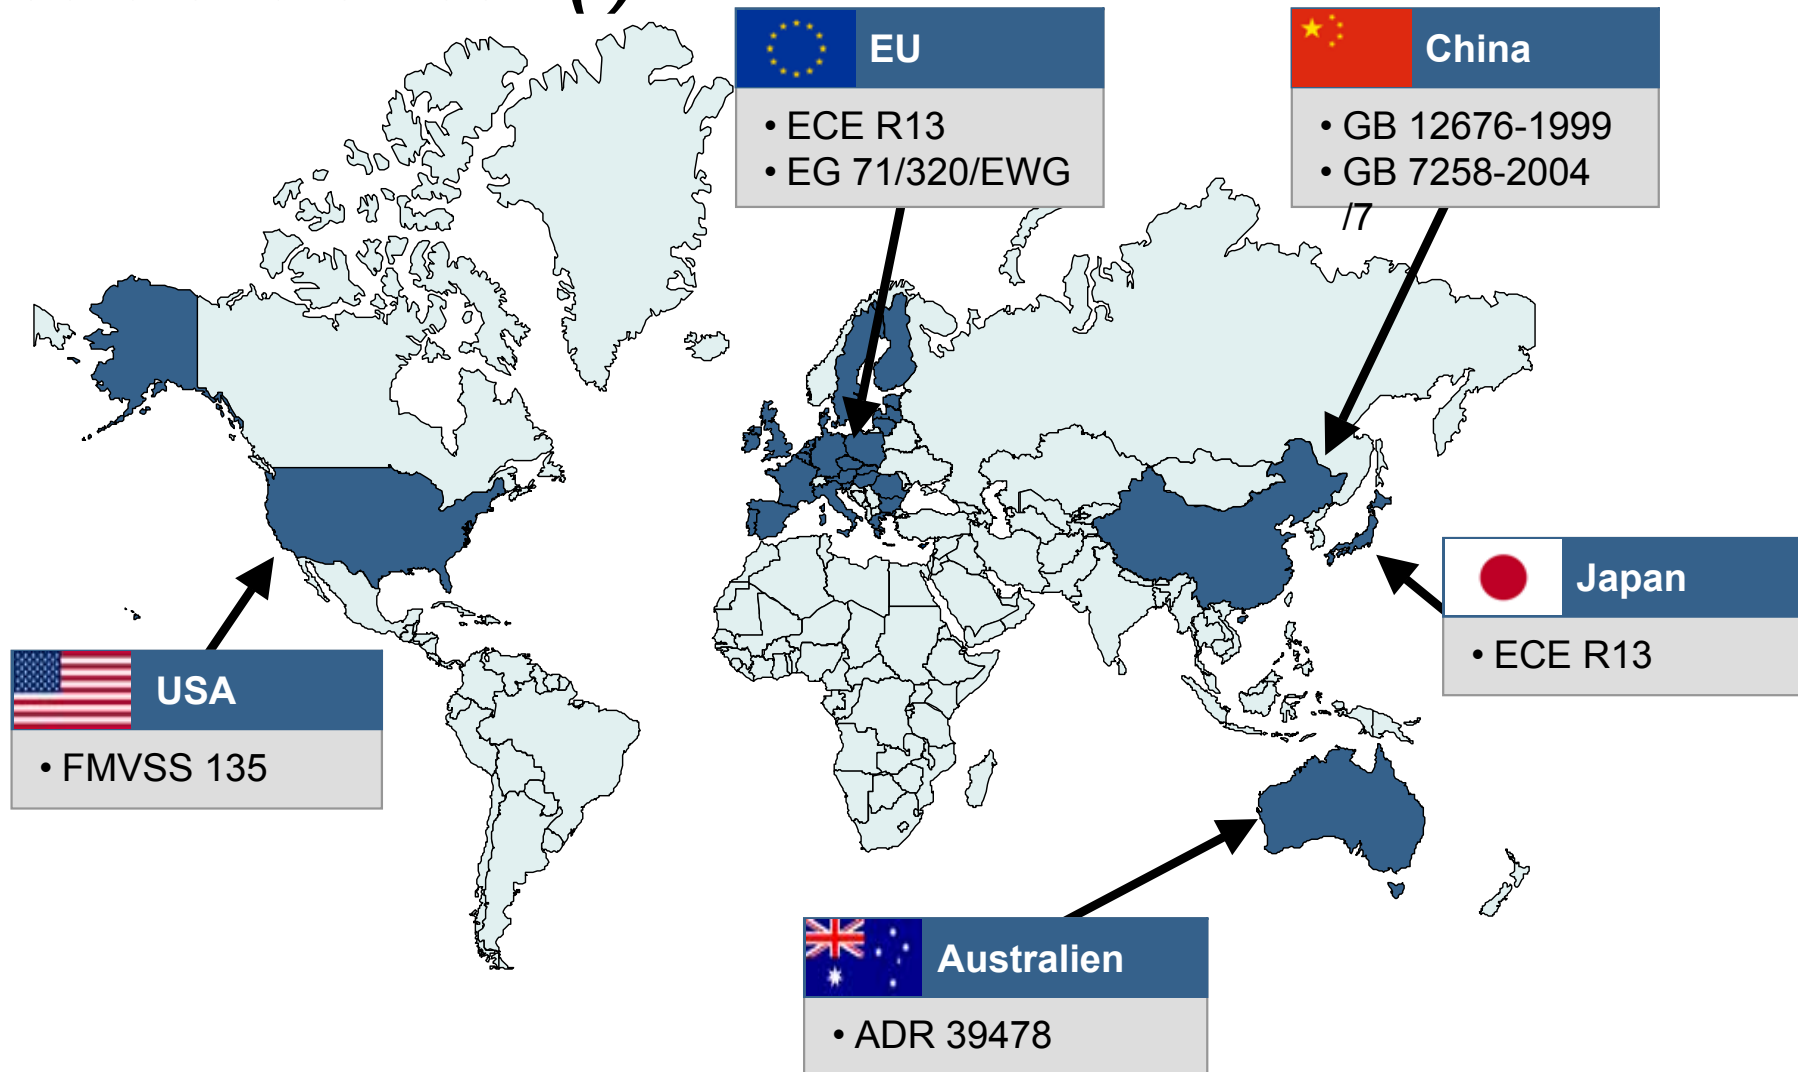 EU
• ECE R13
• EG 71/320/EWG
China
• GB 12676-1999
• GB 7258-2004
/7
Japan
• ECE R13
USA
• FMVSS 135
Australien
• ADR 39478